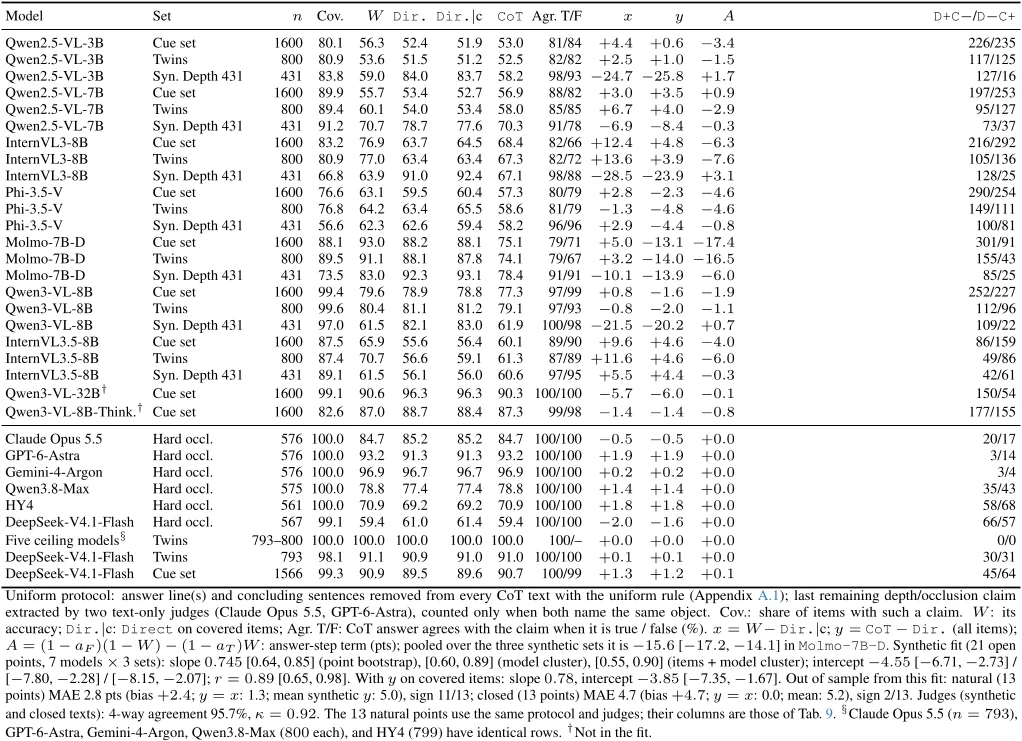 Model Set n Cov. W Dir. Dir.|c CoT Agr. T/F x y A D+C−/D−C+
Qwen2.5-VL-3B Cue set 1600 80.1 56.3 52.4 51.9 53.0 81/84 +4.4 +0.6 −3.4 226/235
Qwen2.5-VL-3B Twins 800 80.9 53.6 51.5 51.2 52.5 82/82 +2.5 +1.0 −1.5 117/125
Qwen2.5-VL-3B Syn. Depth 431 431 83.8 59.0 84.0 83.7 58.2 98/93 −24.7 −25.8 +1.7 127/16
Qwen2.5-VL-7B Cue set 1600 89.9 55.7 53.4 52.7 56.9 88/82 +3.0 +3.5 +0.9 197/253
Qwen2.5-VL-7B Twins 800 89.4 60.1 54.0 53.4 58.0 85/85 +6.7 +4.0 −2.9 95/127
Qwen2.5-VL-7B Syn. Depth 431 431 91.2 70.7 78.7 77.6 70.3 91/78 −6.9 −8.4 −0.3 73/37
InternVL3-8B Cue set 1600 83.2 76.9 63.7 64.5 68.4 82/66 +12.4 +4.8 −6.3 216/292
InternVL3-8B Twins 800 80.9 77.0 63.4 63.4 67.3 82/72 +13.6 +3.9 −7.6 105/136
InternVL3-8B Syn. Depth 431 431 66.8 63.9 91.0 92.4 67.1 98/88 −28.5 −23.9 +3.1 128/25
Phi-3.5-V Cue set 1600 76.6 63.1 59.5 60.4 57.3 80/79 +2.8 −2.3 −4.6 290/254
Phi-3.5-V Twins 800 76.8 64.2 63.4 65.5 58.6 81/79 −1.3 −4.8 −4.6 149/111
Phi-3.5-V Syn. Depth 431 431 56.6 62.3 62.6 59.4 58.2 96/96 +2.9 −4.4 −0.8 100/81
Molmo-7B-D Cue set 1600 88.1 93.0 88.2 88.1 75.1 79/71 +5.0 −13.1 −17.4 301/91
Molmo-7B-D Twins 800 89.5 91.1 88.1 87.8 74.1 79/67 +3.2 −14.0 −16.5 155/43
Molmo-7B-D Syn. Depth 431 431 73.5 83.0 92.3 93.1 78.4 91/91 −10.1 −13.9 −6.0 85/25
Qwen3-VL-8B Cue set 1600 99.4 79.6 78.9 78.8 77.3 97/99 +0.8 −1.6 −1.9 252/227
Qwen3-VL-8B Twins 800 99.6 80.4 81.1 81.2 79.1 97/93 −0.8 −2.0 −1.1 112/96
Qwen3-VL-8B Syn. Depth 431 431 97.0 61.5 82.1 83.0 61.9 100/98 −21.5 −20.2 +0.7 109/22
InternVL3.5-8B Cue set 1600 87.5 65.9 55.6 56.4 60.1 89/90 +9.6 +4.6 −4.0 86/159
InternVL3.5-8B Twins 800 87.4 70.7 56.6 59.1 61.3 87/89 +11.6 +4.6 −6.0 49/86
InternVL3.5-8B Syn. Depth 431 431 89.1 61.5 56.1 56.0 60.6 97/95 +5.5 +4.4 −0.3 42/61
Qwen3-VL-32B† Cue set 1600 99.1 90.6 96.3 96.3 90.3 100/100 −5.7 −6.0 −0.1 150/54
Qwen3-VL-8B-Think.† Cue set 1600 82.6 87.0 88.7 88.4 87.3 99/98 −1.4 −1.4 −0.8 177/155
Claude Opus 5.5 Hard occl. 576 100.0 84.7 85.2 85.2 84.7 100/100 −0.5 −0.5 +0.0 20/17
GPT-6-Astra Hard occl. 576 100.0 93.2 91.3 91.3 93.2 100/100 +1.9 +1.9 +0.0 3/14
Gemini-4-Argon Hard occl. 576 100.0 96.9 96.7 96.7 96.9 100/100 +0.2 +0.2 +0.0 3/4
Qwen3.8-Max Hard occl. 575 100.0 78.8 77.4 77.4 78.8 100/100 +1.4 +1.4 +0.0 35/43
HY4 Hard occl. 561 100.0 70.9 69.2 69.2 70.9 100/100 +1.8 +1.8 +0.0 58/68
DeepSeek-V4.1-Flash Hard occl. 567 99.1 59.4 61.0 61.4 59.4 100/100 −2.0 −1.6 +0.0 66/57
Five ceiling models§ Twins 793–800 100.0 100.0 100.0 100.0 100.0 100/– +0.0 +0.0 +0.0 0/0
DeepSeek-V4.1-Flash Twins 793 98.1 91.1 90.9 91.0 91.0 100/100 +0.1 +0.1 +0.0 30/31
DeepSeek-V4.1-Flash Cue set 1566 99.3 90.9 89.5 89.6 90.7 100/99 +1.3 +1.2 +0.1 45/64
Uniform protocol: answer line(s) and concluding sentences removed from every CoT text with the uniform rule (Appendix A.1); last remaining depth/occlusion claim
extracted by two text-only judges (Claude Opus 5.5, GPT-6-Astra), counted only when both name the same object. Cov.: share of items with such a claim. W: its
accuracy; Dir.|c: Direct on covered items; Agr. T/F: CoT answer agrees with the claim when it is true / false (%). x = W − Dir.|c; y = CoT − Dir. (all items);
A = (1 − a_F)(1 − W) − (1 − a_T)W: answer-step term (pts); pooled over the three synthetic sets it is −15.6 [−17.2, −14.1] in Molmo-7B-D. Synthetic fit (21 open
points, 7 models × 3 sets): slope 0.745 [0.64, 0.85] (point bootstrap), [0.60, 0.89] (model cluster), [0.55, 0.90] (items + model cluster); intercept −4.55 [−6.71, −2.73] /
[−7.80, −2.28] / [−8.15, −2.07]; r = 0.89 [0.65, 0.98]. With y on covered items: slope 0.78, intercept −3.85 [−7.35, −1.67]. Out of sample from this fit: natural (13
points) MAE 2.8 pts (bias +2.4; y = x: 1.3; mean synthetic y: 5.0), sign 11/13; closed (13 points) MAE 4.7 (bias +4.7; y = x: 0.0; mean: 5.2), sign 2/13. Judges (synthetic
and closed texts): 4-way agreement 95.7%, κ = 0.92. The 13 natural points use the same protocol and judges; their columns are those of Tab. 9. §Claude Opus 5.5 (n = 793),
GPT-6-Astra, Gemini-4-Argon, Qwen3.8-Max (800 each), and HY4 (799) have identical rows. †Not in the fit.